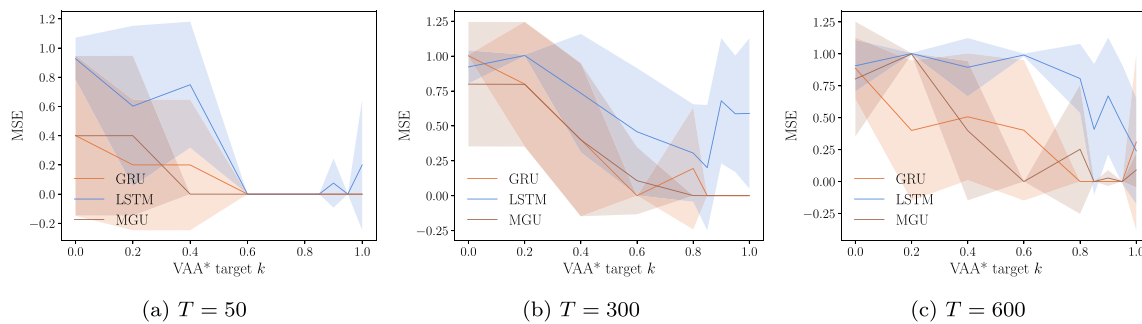 1.2
1.0
0.8
0.6
0.4
0.2
0.0
−0.2
MSE
GRU
LSTM
MGU
0.0 0.2 0.4 0.6 0.8 1.0
VAA* target k
(a) T = 50
1.25
1.00
0.75
0.50
0.25
0.00
−0.25
MSE
GRU
LSTM
MGU
0.0 0.2 0.4 0.6 0.8 1.0
VAA* target k
(b) T = 300
1.25
1.00
0.75
0.50
0.25
0.00
−0.25
MSE
GRU
LSTM
MGU
0.0 0.2 0.4 0.6 0.8 1.0
VAA* target k
(c) T = 600